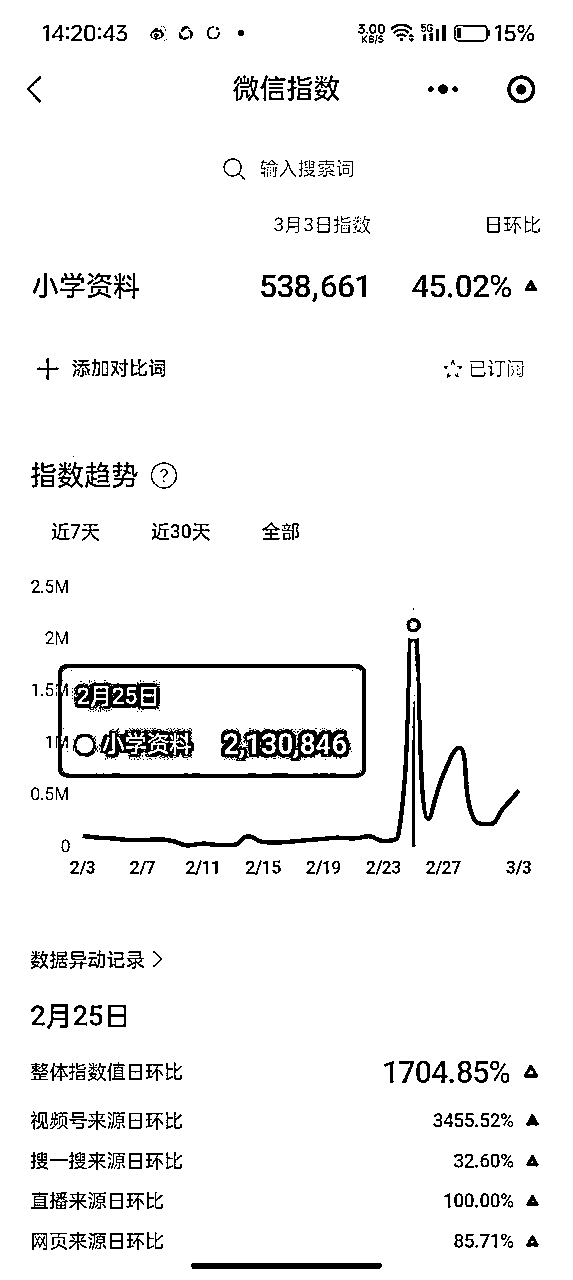 14:20:43 3.00 KB/S 5G 15%
微信指数
输入搜索词
3月3日指数 日环比
小学资料 538,661 45.02%
添加对比词 已订阅
指数趋势 ?
近7天 近30天 全部
2.5M
2M
1.5M
2月25日
1M
小学资料 2,130,846
0.5M
0
2/3 2/7 2/11 2/15 2/19 2/23 2/27 3/3
数据异动记录
2月25日
整体指数值日环比 1704.85%
视频号来源日环比 3455.52%
搜一搜来源日环比 32.60%
直播来源日环比 100.00%
网页来源日环比 85.71%